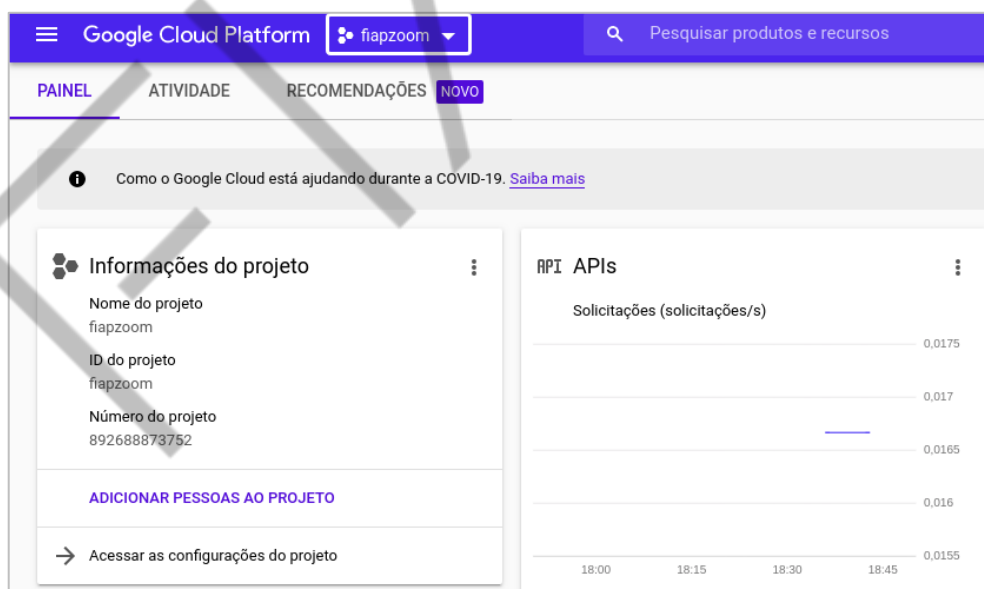 Google Cloud Platform
fiapzoom
Pesquisar produtos e recursos
PAINEL
ATIVIDADE
RECOMENDAÇÕES
NOVO
Como o Google Cloud está ajudando durante a COVID-19. Saiba mais
Informações do projeto
Nome do projeto
fiapzoom
ID do projeto
fiapzoom
Número do projeto
892688873752
ADICIONAR PESSOAS AO PROJETO
Acessar as configurações do projeto
API APIs
Solicitações (solicitações/s)
0,0175
0,017
0,0165
0,016
0,0155
18:00
18:15
18:30
18:45